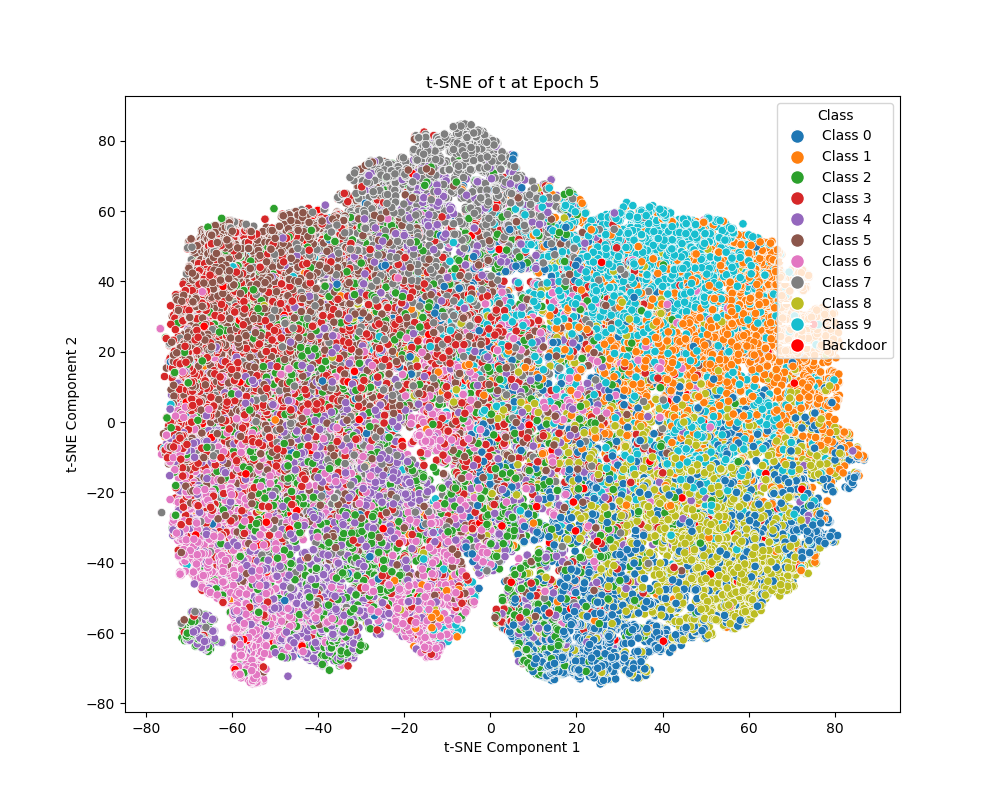 t-SNE of t at Epoch 5
Class
Class 0
Class 1
Class 2
Class 3
Class 4
Class 5
Class 6
Class 7
Class 8
Class 9
Backdoor
80
60
40
20
0
−20
−40
−60
−80
t-SNE Component 2
−80 −60 −40 −20 0 20 40 60 80
t-SNE Component 1